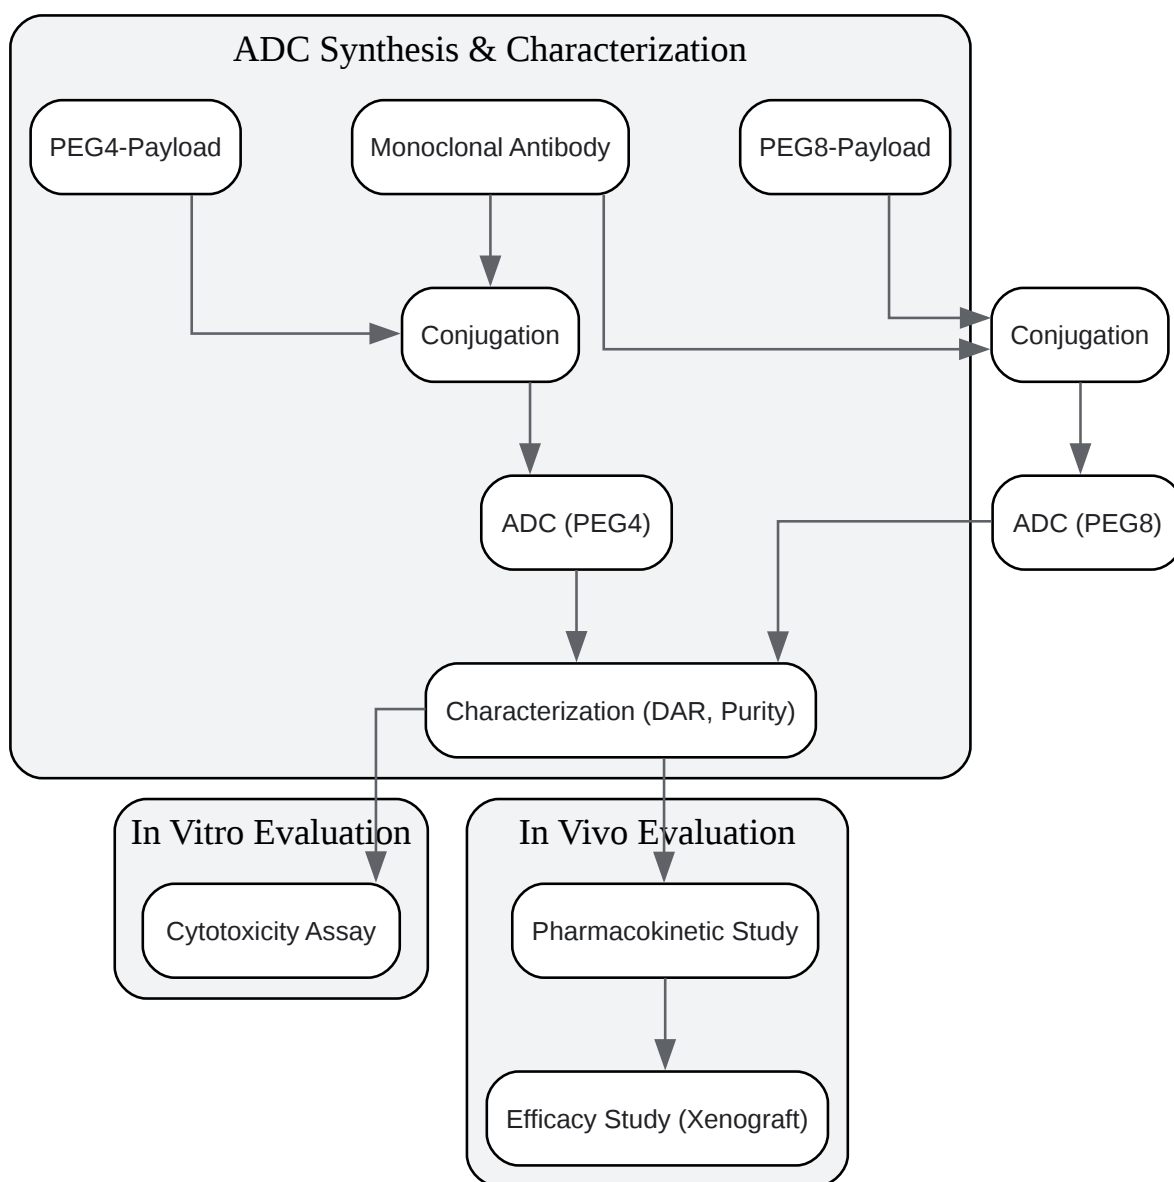 ADC Synthesis & Characterization
PEG4-Payload
Monoclonal Antibody
PEG8-Payload
Conjugation
Conjugation
ADC (PEG4)
ADC (PEG8)
Characterization (DAR, Purity)
In Vitro Evaluation
In Vivo Evaluation
Cytotoxicity Assay
Pharmacokinetic Study
Efficacy Study (Xenograft)